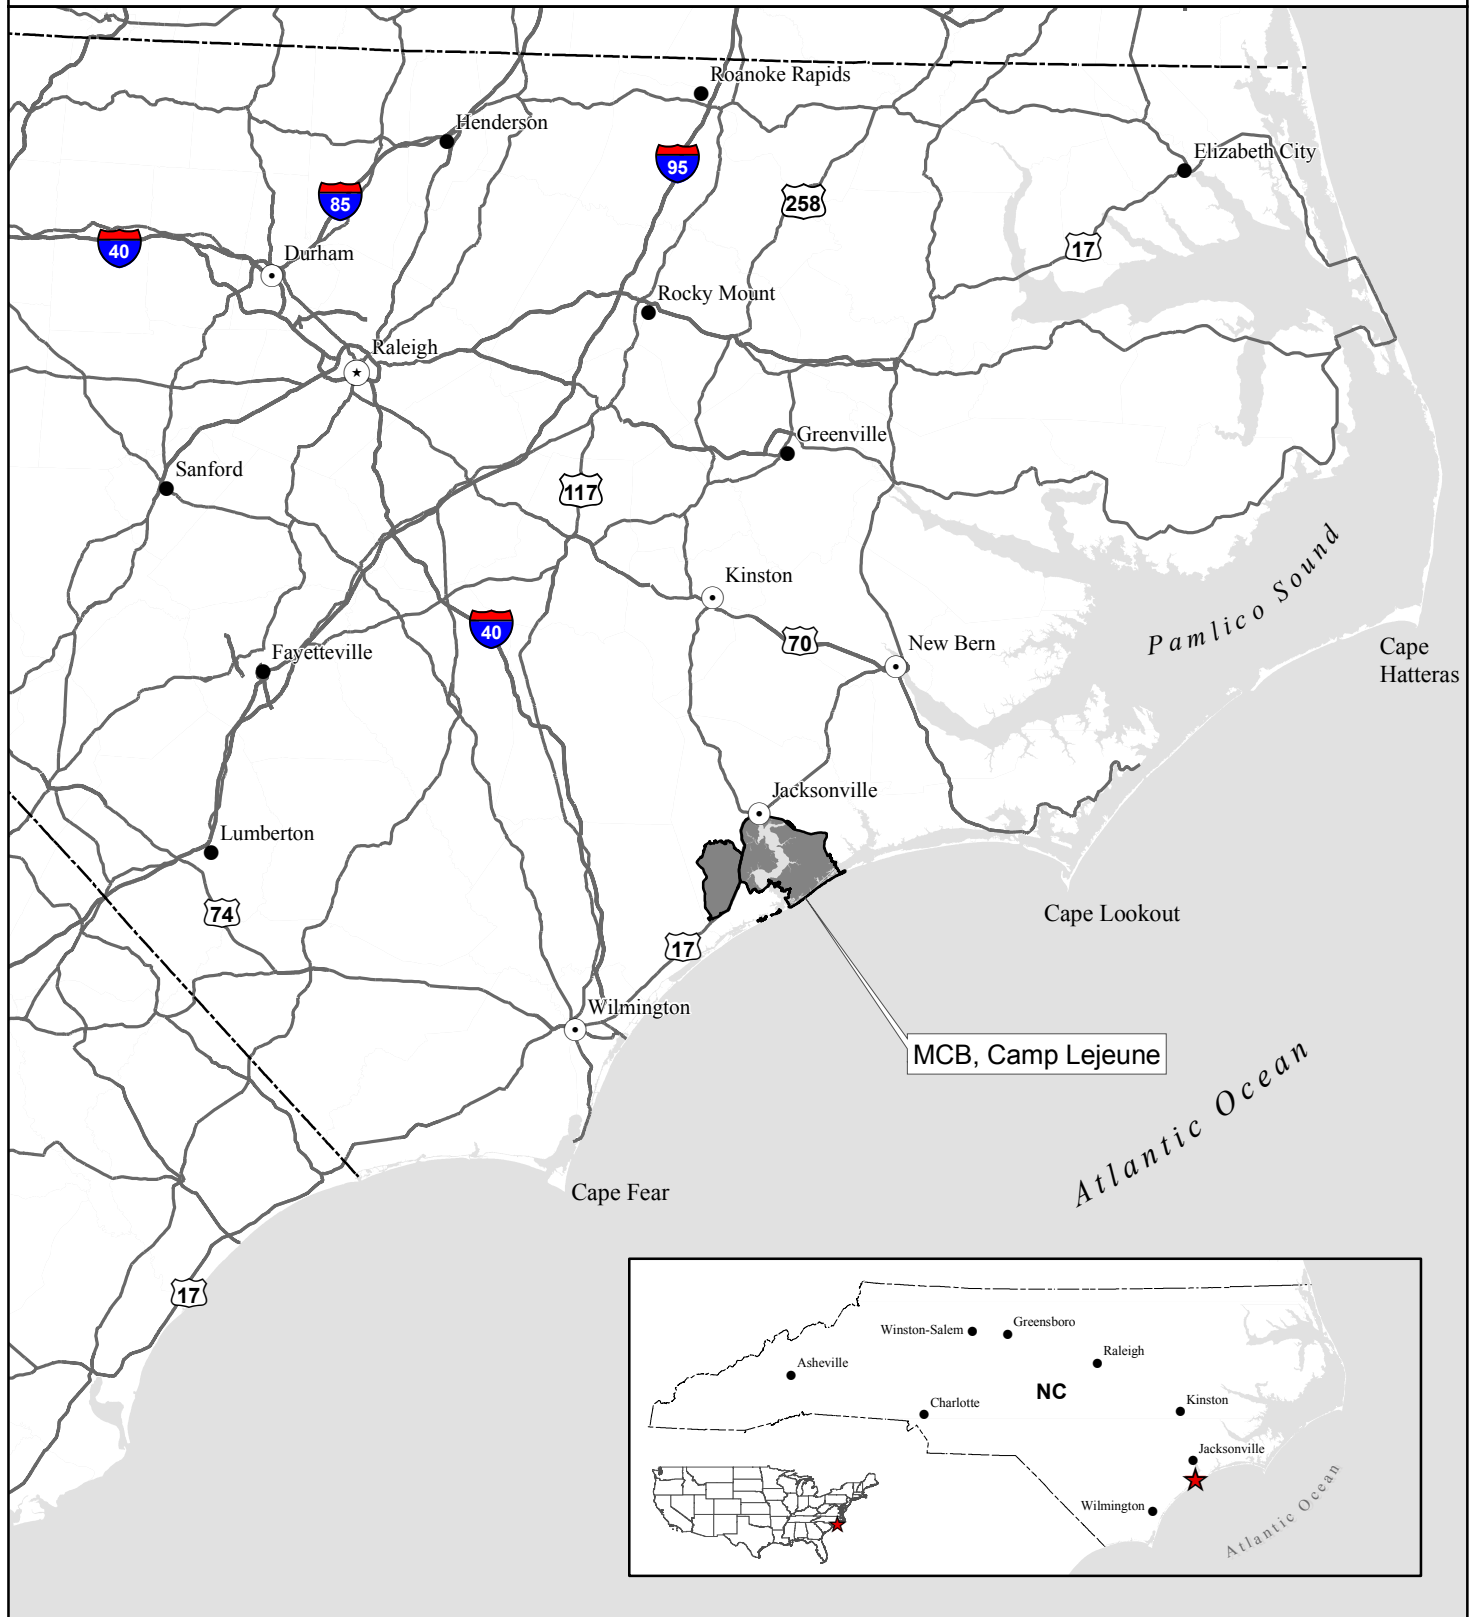 Roanoke Rapids
Henderson
95
Elizabeth City
85
258
40
17
Durham
Rocky Mount
Raleigh
Greenville
Sanford
117
Pamlico Sound
Kinston
40
70
New Bern
Cape
Hatteras
Fayetteville
Jacksonville
Lumberton
74
Cape Lookout
17
Wilmington
MCB, Camp Lejeune
Atlantic Ocean
Cape Fear
17
Greensboro
Winston-Salem
Raleigh
Asheville
NC
Charlotte
Kinston
Jacksonville
Wilmington
Atlantic Ocean